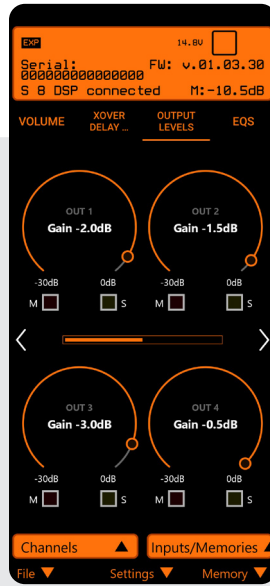 EXP 14.8V
Serial: FW: v.01.03.30
000000000000000
S 8 DSP connected M:-10.5dB
VOLUME XOVER DELAY ... OUTPUT LEVELS EQS
OUT 1 OUT 2
Gain -2.0dB Gain -1.5dB
-30dB 0dB -30dB 0dB
M S M S
OUT 3 OUT 4
Gain -3.0dB Gain -0.5dB
-30dB 0dB -30dB 0dB
M S M S
Channels Inputs/Memories
File Settings Memory